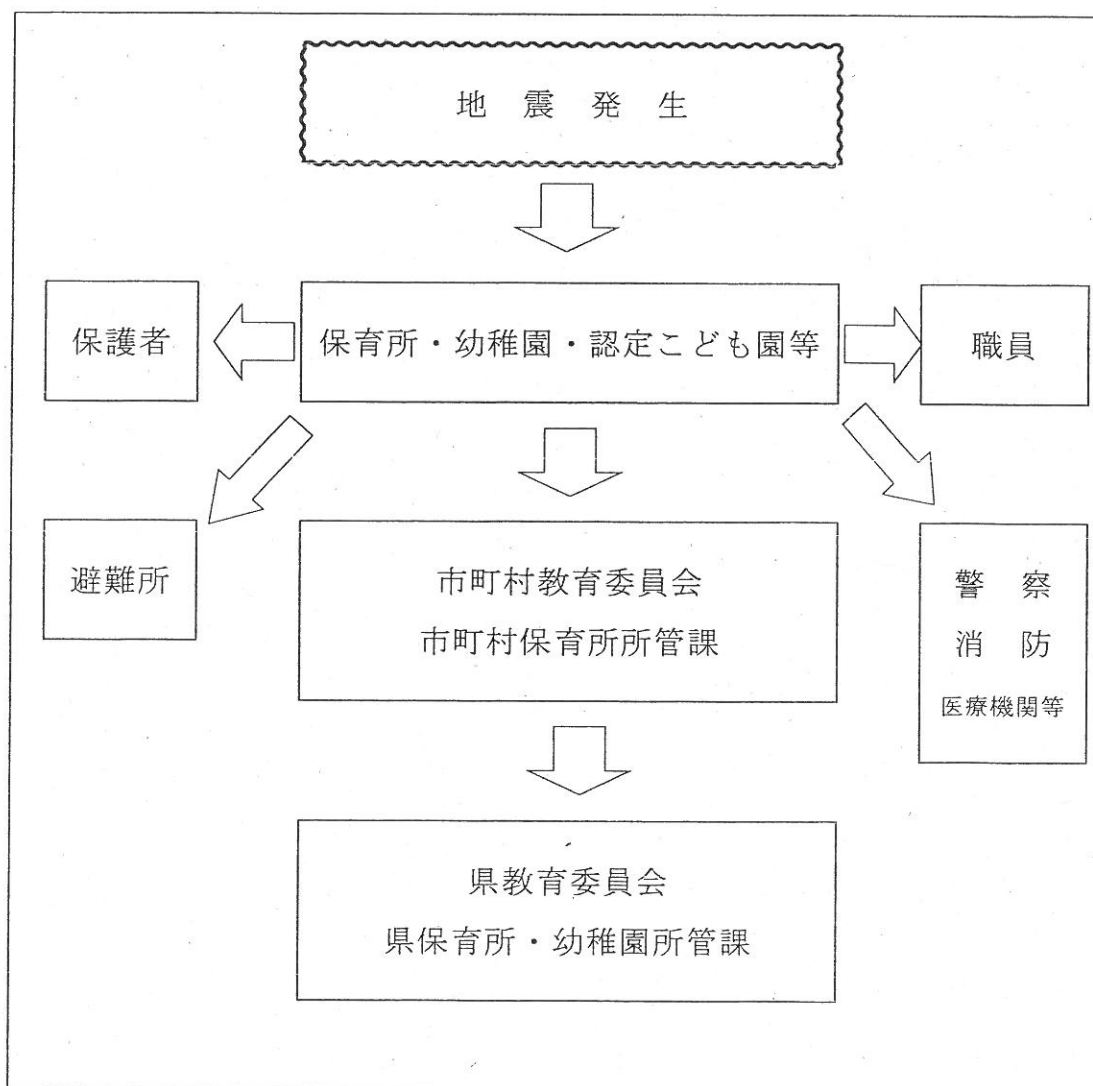 地震発生
保護者
保育所・幼稚園・認定こども園等
職員
避難所
市町村教育委員会
市町村保育所所管課
警察
消防
医療機関等
県教育委員会
県保育所・幼稚園所管課